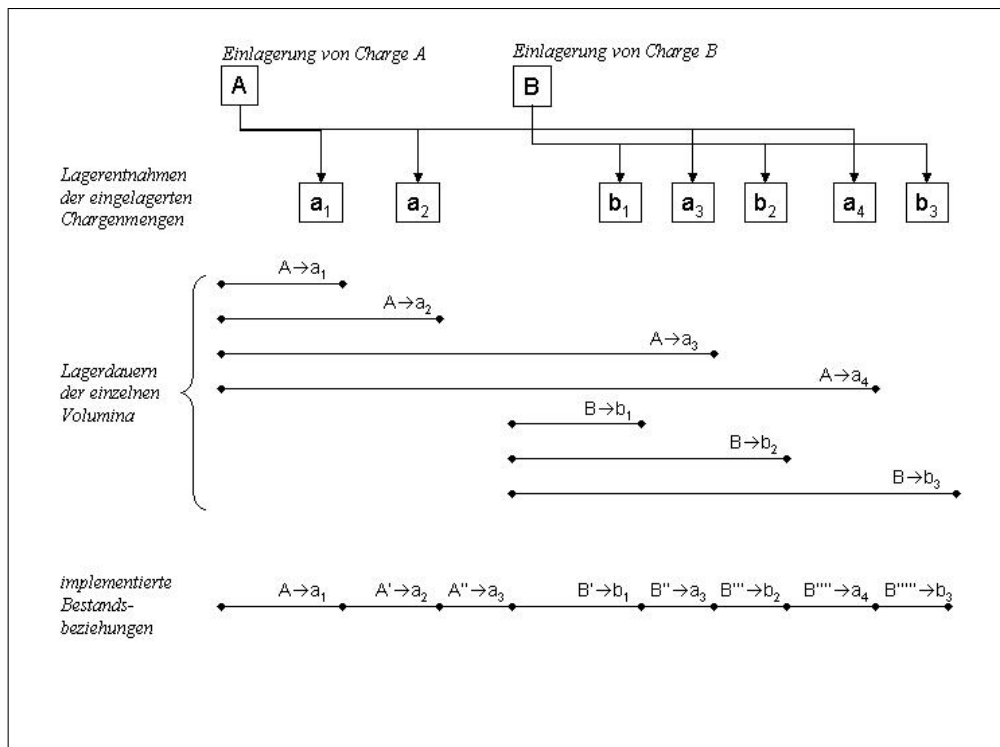 Einlagerung von Charge A
Einlagerung von Charge B
A
B
Lagerentnahmen
der eingelagerten
Chargenmengen
a₁
a₂
b₁
a₃
b₂
a₄
b₃
A→a₁
A→a₂
A→a₃
Lagerdauern
der einzelnen
Volumina
A→a₄
B→b₁
B→b₂
B→b₃
implementierte
Bestands-
beziehungen
A→a₁
A'→a₂
A''→a₃
B'→b₁
B''→a₃
B'''→b₂
B''''→a₄
B'''''→b₃